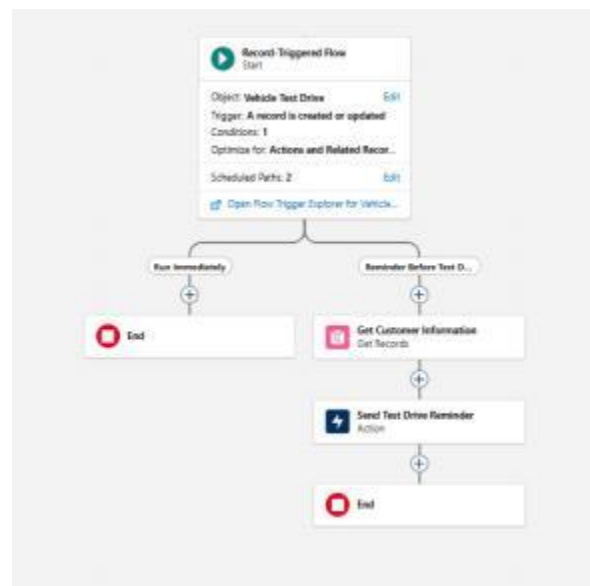 Record-Triggered Flow
Start
Object: Vehicle Test Drive Edit
Trigger: A record is created or updated
Conditions: 1
Optimize for: Actions and Related Recor...
Scheduled Paths: 2 Edit
Open Flow Trigger Explorer for Vehicle...
Run Immediately
Reminder Before Test D...
End
Get Customer Information
Get Records
Send Test Drive Reminder
Action
End